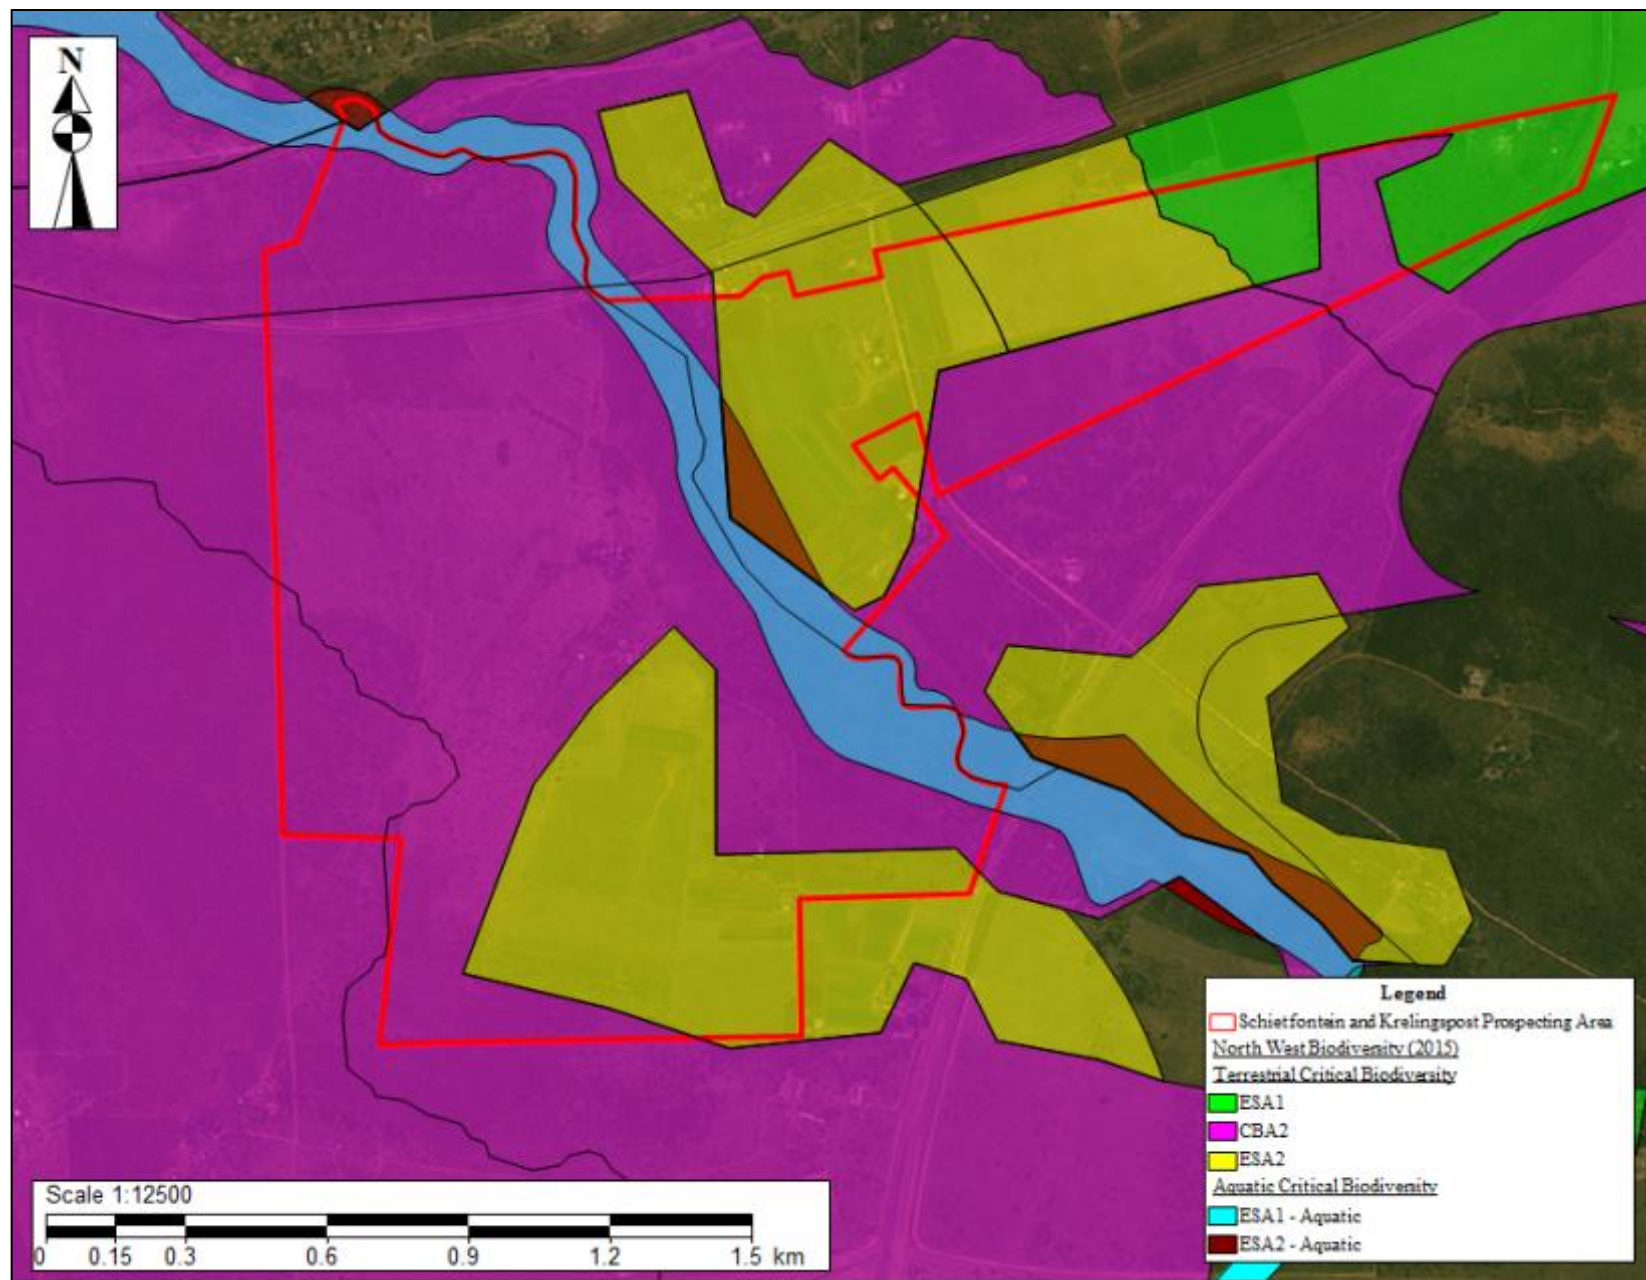 N
Legend
Schietfontein and Krelingspost Prospecting Area
North West Biodiversity (2015)
Terrestrial Critical Biodiversity
ESA1
CBA2
ESA2
Aquatic Critical Biodivenity
ESA1 - Aquatic
ESA2 - Aquatic
Scale 1:12500
0 0.15 0.3 0.6 0.9 1.2 1.5 km